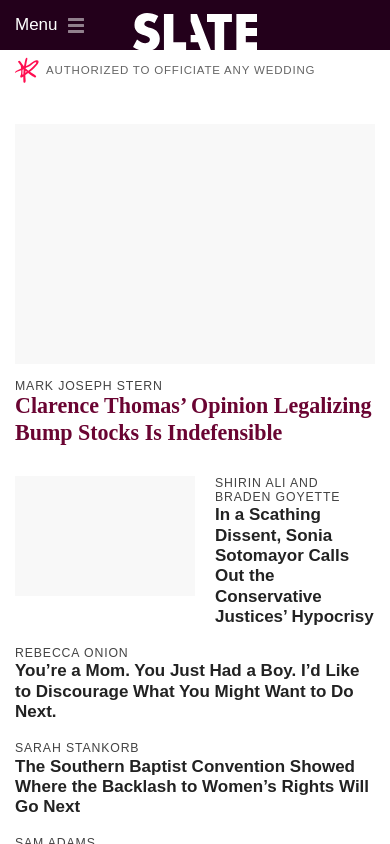 Menu
SLATE
AUTHORIZED TO OFFICIATE ANY WEDDING
MARK JOSEPH STERN
Clarence Thomas’ Opinion Legalizing
Bump Stocks Is Indefensible
SHIRIN ALI AND
BRADEN GOYETTE
In a Scathing
Dissent, Sonia
Sotomayor Calls
Out the
Conservative
Justices’ Hypocrisy
REBECCA ONION
You’re a Mom. You Just Had a Boy. I’d Like
to Discourage What You Might Want to Do
Next.
SARAH STANKORB
The Southern Baptist Convention Showed
Where the Backlash to Women’s Rights Will
Go Next
SAM ADAMS